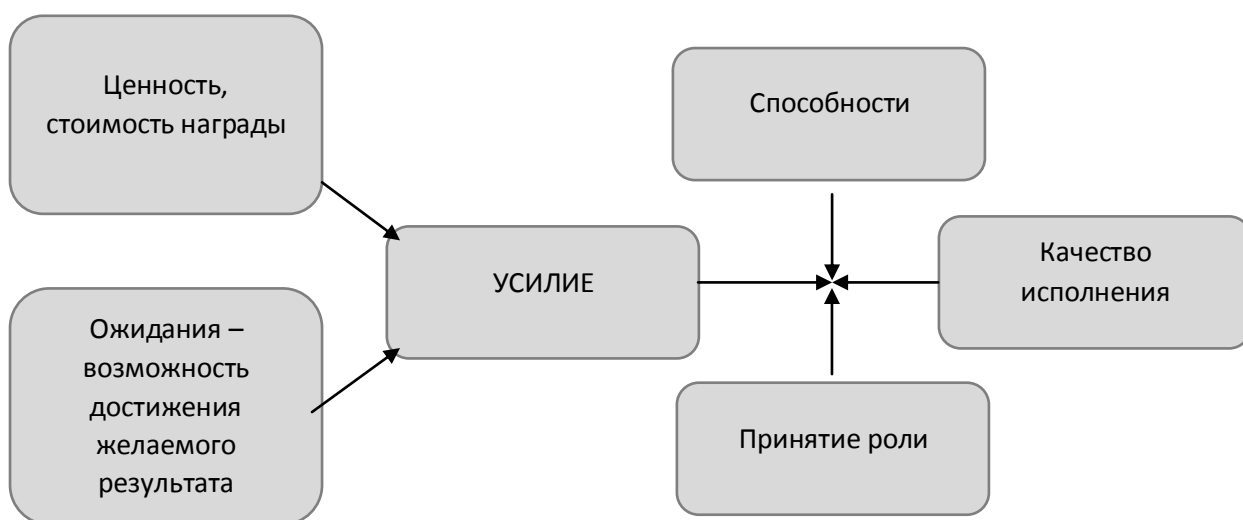 Ценность,
стоимость награды
Ожидания –
возможность
достижения
желаемого
результата
УСИЛИЕ
Способности
Принятие роли
Качество
исполнения